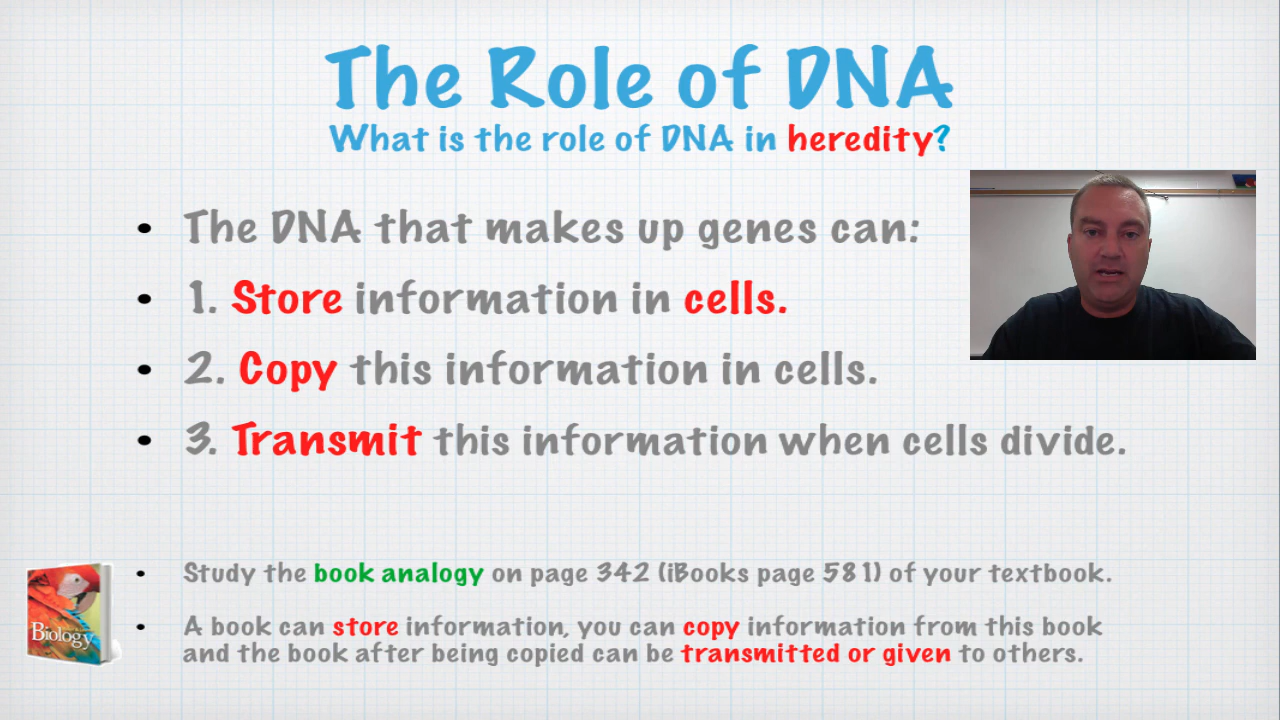 The Role of DNA
What is the role of DNA in heredity?
• The DNA that makes up genes can:
• 1. Store information in cells.
• 2. Copy this information in cells.
• 3. Transmit this information when cells divide.
• Study the book analogy on page 342 (iBooks page 581) of your textbook.
• A book can store information, you can copy information from this book
and the book after being copied can be transmitted or given to others.
Biology